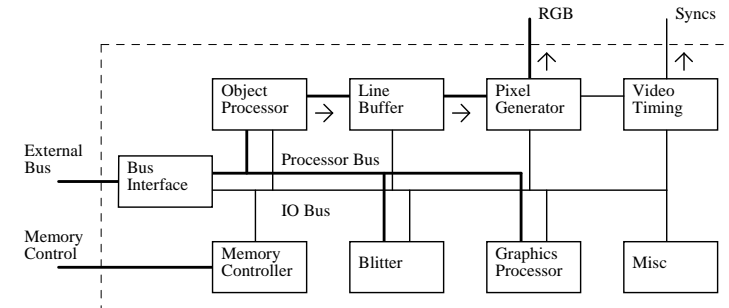 RGB
Syncs
Object
Processor
Line
Buffer
Pixel
Generator
Video
Timing
External
Bus
Bus
Interface
Processor Bus
IO Bus
Memory
Control
Memory
Controller
Blitter
Graphics
Processor
Misc